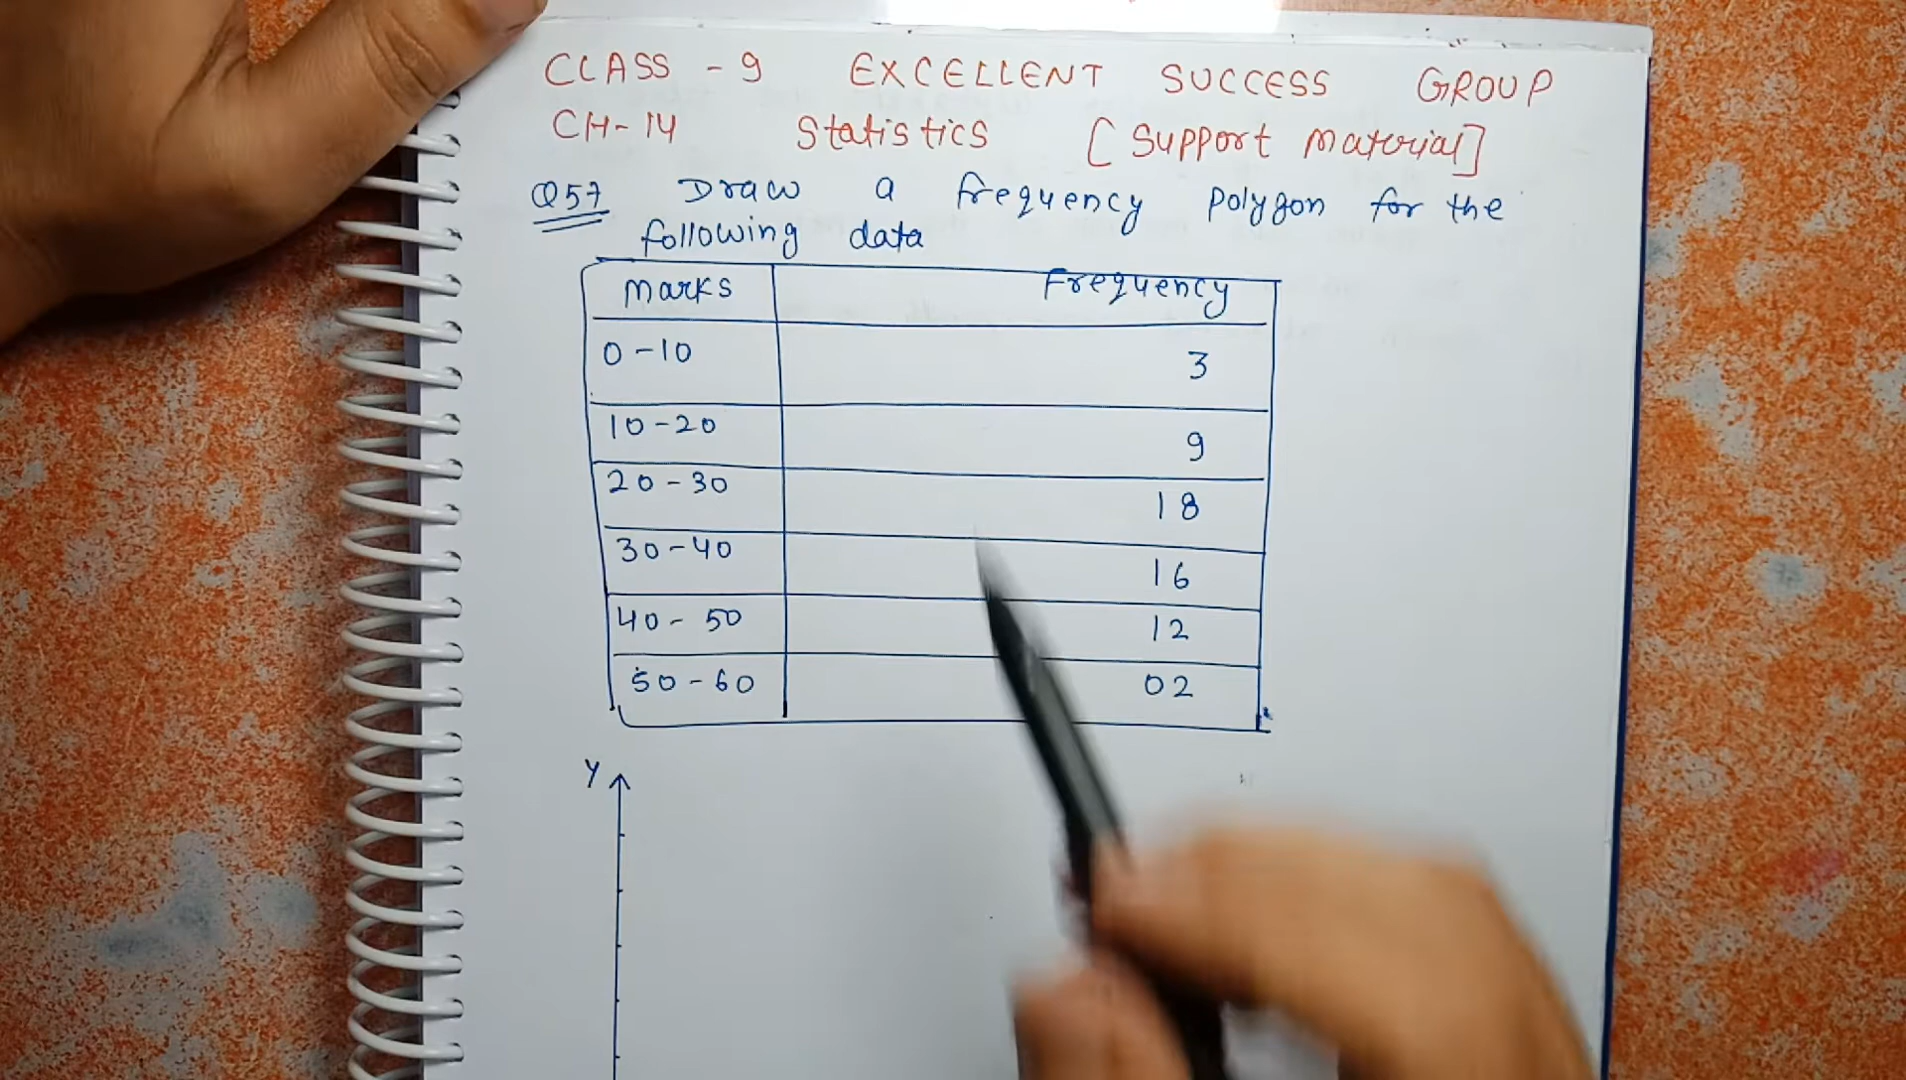 CLASS - 9 EXCELLENT SUCCESS GROUP
CH- 14 Statistics [Support Material]
Q57 Draw a frequency polygon for the
following data
Marks Frequency
0 - 10 3
10 - 20 9
20 - 30 18
30 - 40 16
40 - 50 12
50 - 60 02
Y